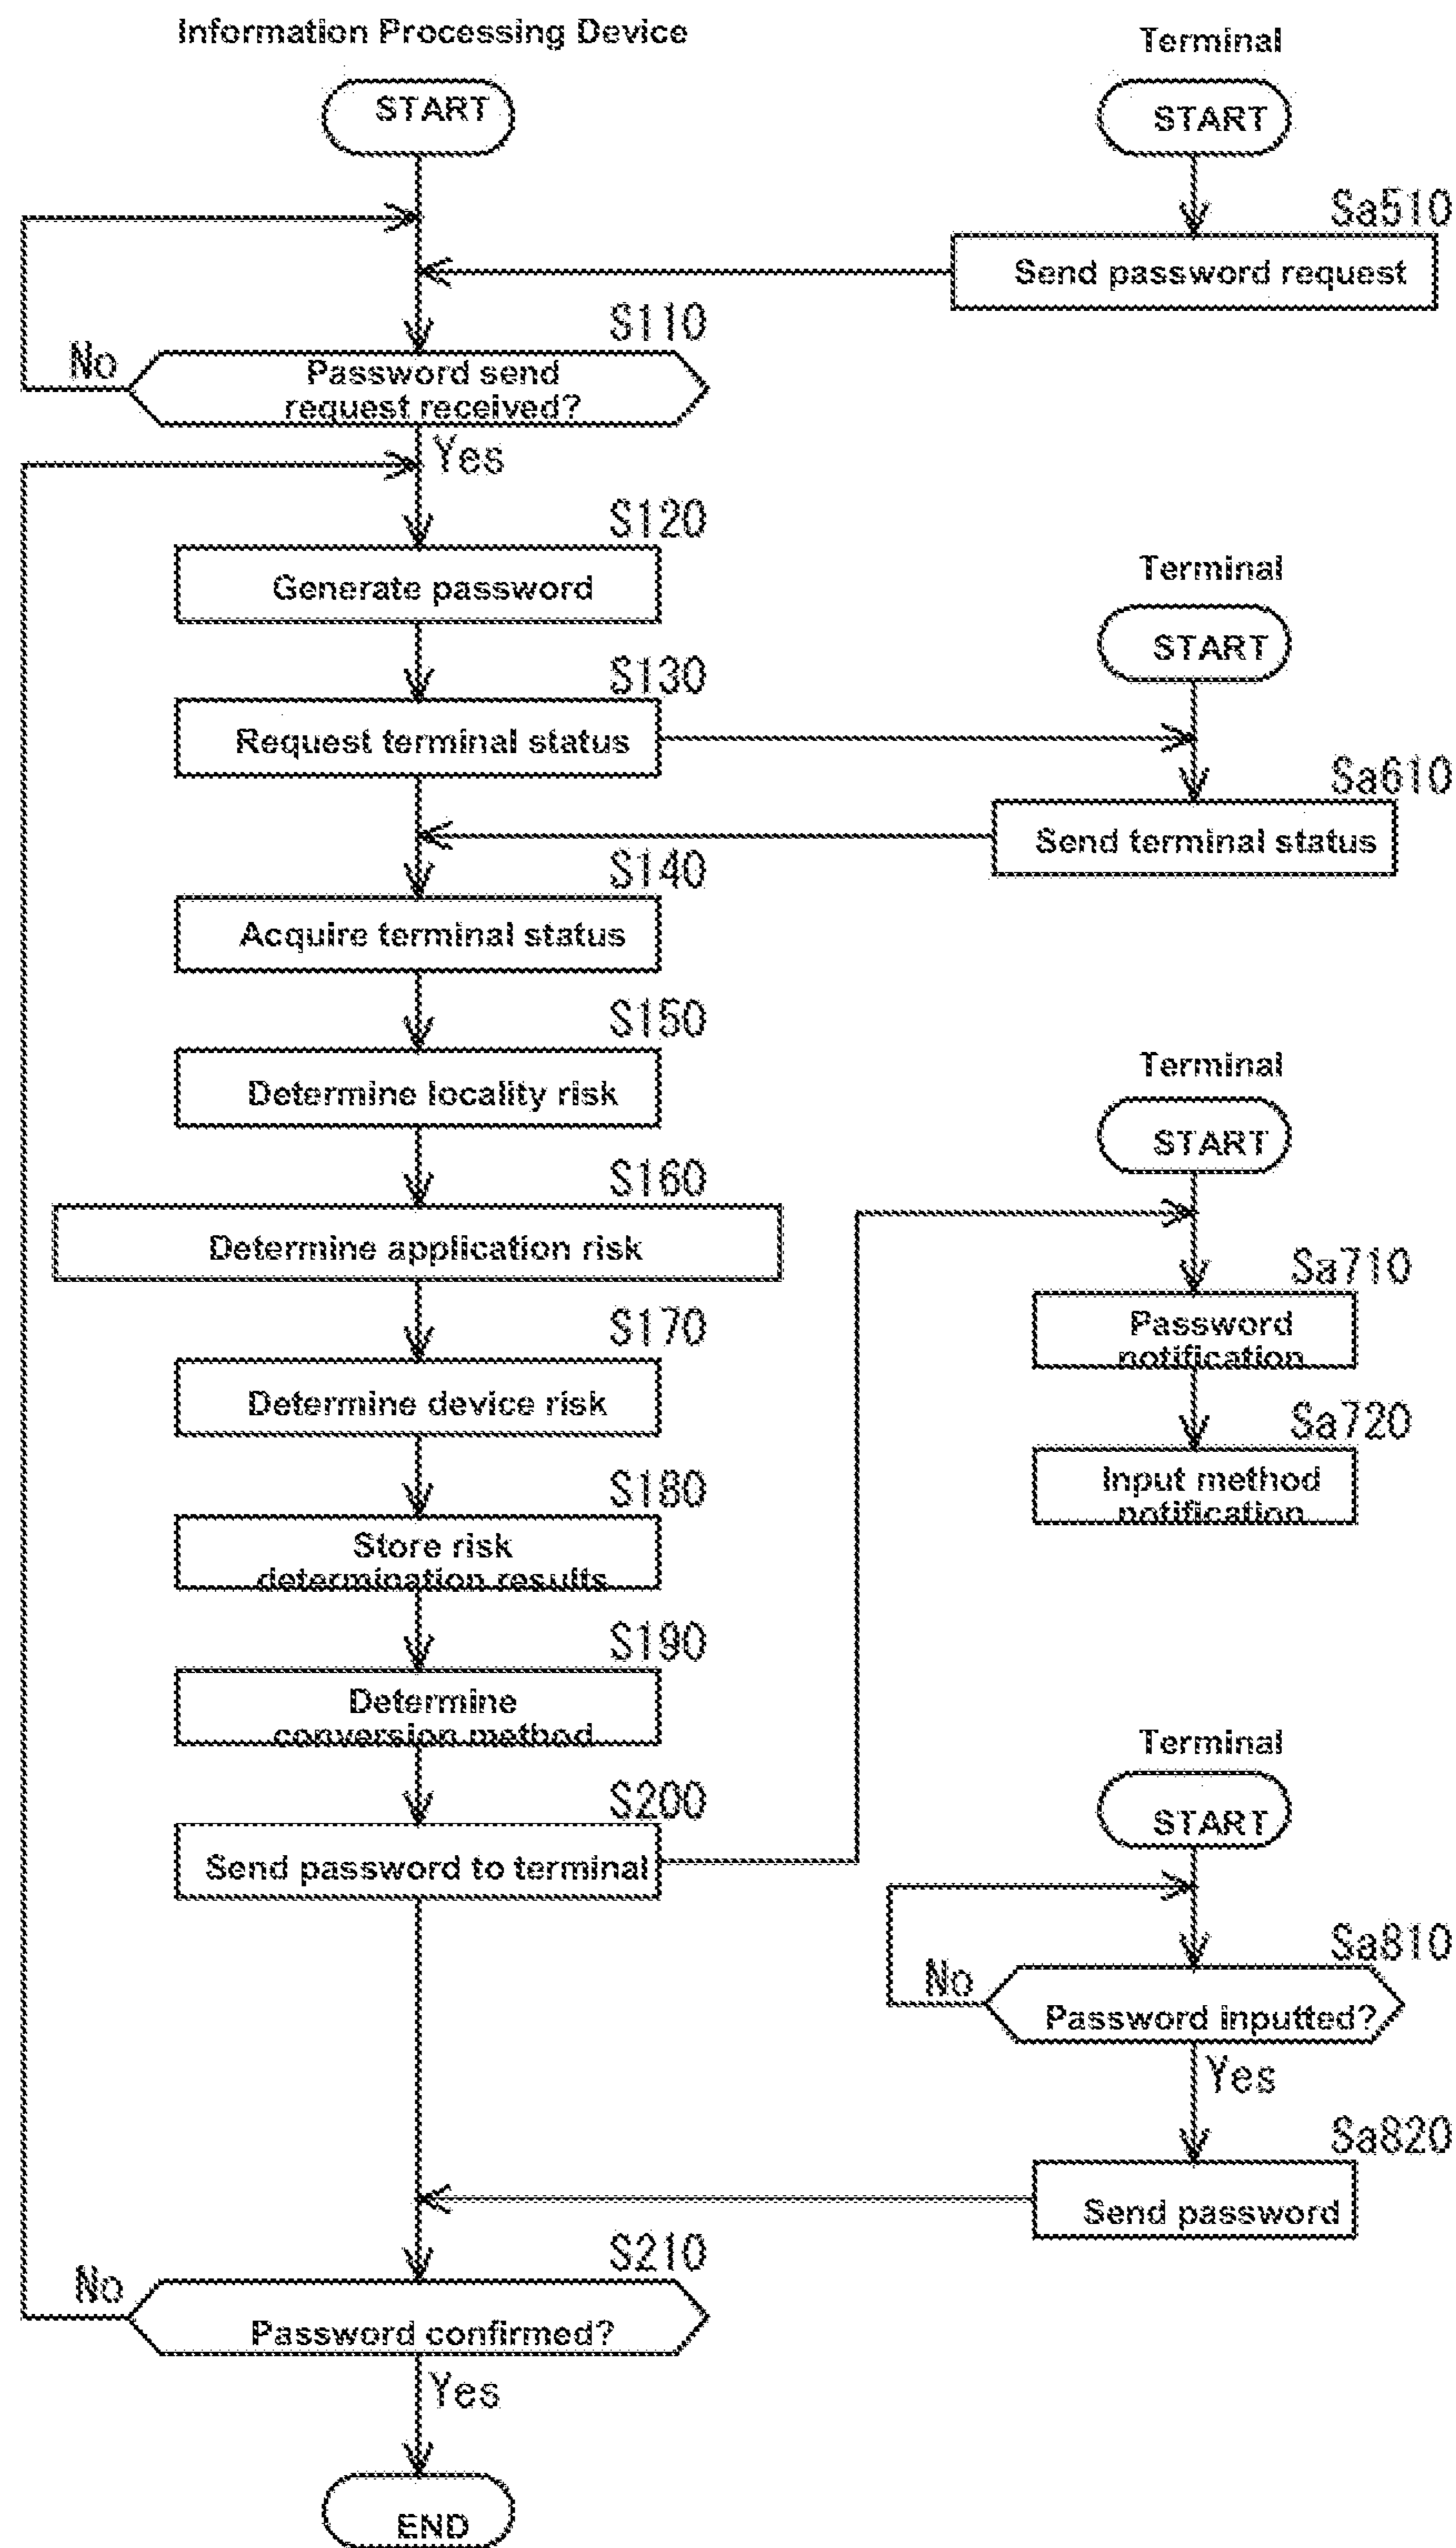 Information Processing Device
Terminal
START
START
Sa510
Send password request
S110
No
Password send
request received?
Yes
S120
Generate password
Terminal
START
S130
Request terminal status
Sa610
Send terminal status
S140
Acquire terminal status
S150
Determine locality risk
Terminal
START
S160
Determine application risk
Sa710
Password
notification
S170
Determine device risk
Sa720
Input method
notification
S180
Store risk
determination results
S190
Determine
conversion method
Terminal
START
S200
Send password to terminal
Sa810
No
Password inputted?
Yes
Sa820
Send password
S210
No
Password confirmed?
Yes
END